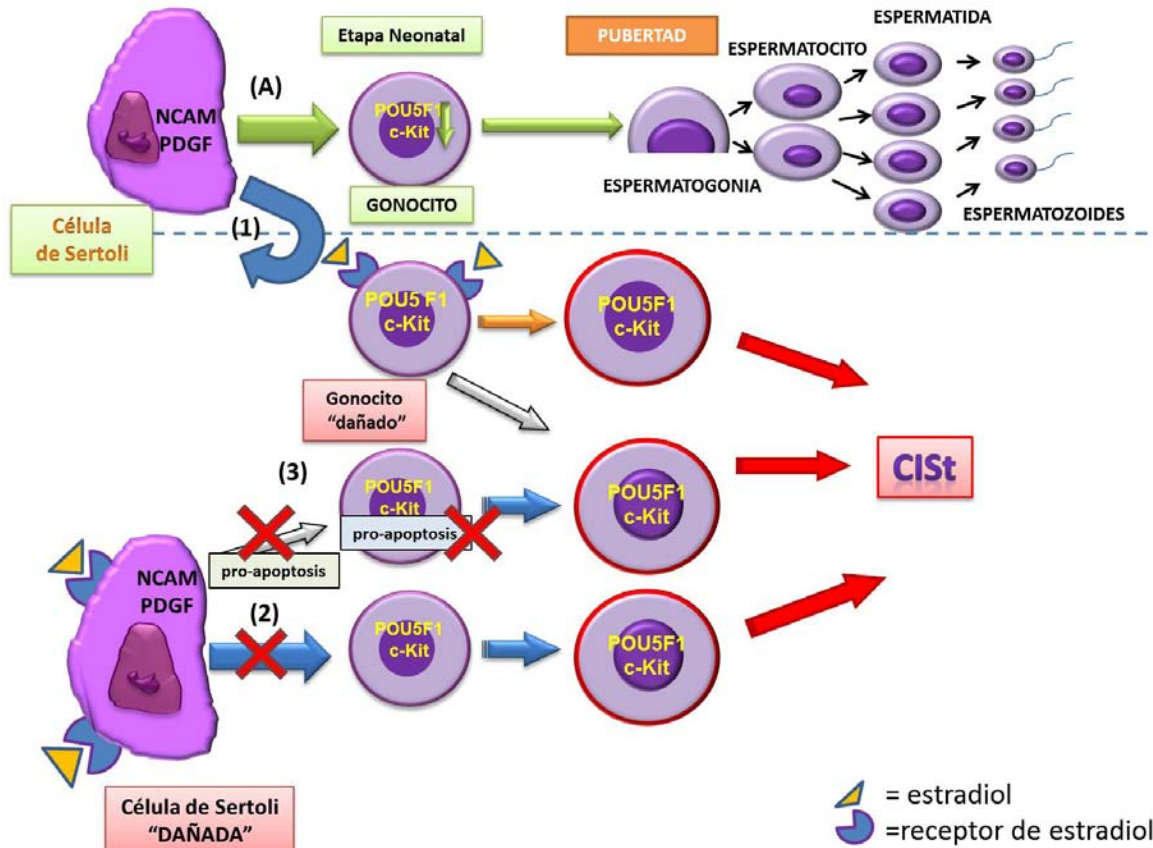 ESPERMATIDA
Etapa Neonatal
PUBERTAD
ESPERMATOCITO
(A)
NCAM
PDGF
POU5F1
c-Kit
GONOCITO
ESPERMATOGONIA
ESPERMATOZOIDES
Célula
de Sertoli
(1)
POU5 F1
c-Kit
POU5F1
c-Kit
Gonocito
“dañado”
CISt
(3)
POU5F1
c-Kit
pro-apoptosis
POU5F1
c-Kit
pro-apoptosis
NCAM
PDGF
(2)
POU5F1
c-Kit
POU5F1
c-Kit
Célula de Sertoli
“DAÑADA”
= estradiol
=receptor de estradiol